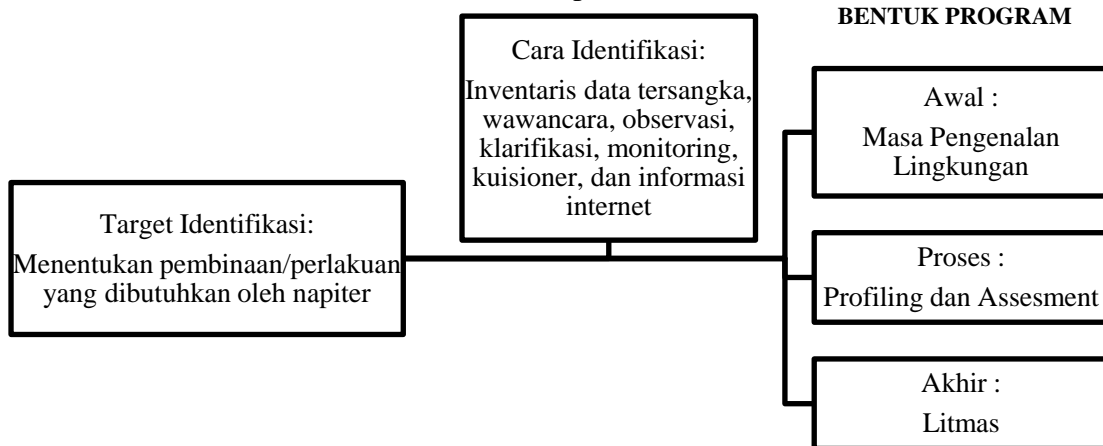 BENTUK PROGRAM
Cara Identifikasi:
Inventaris data tersangka,
wawancara, observasi,
klarifikasi, monitoring,
kuisioner, dan informasi
internet
Target Identifikasi:
Menentukan pembinaan/perlakuan
yang dibutuhkan oleh napiter
Awal :
Masa Pengenalan
Lingkungan
Proses :
Profiling dan Assesment
Akhir :
Litmas